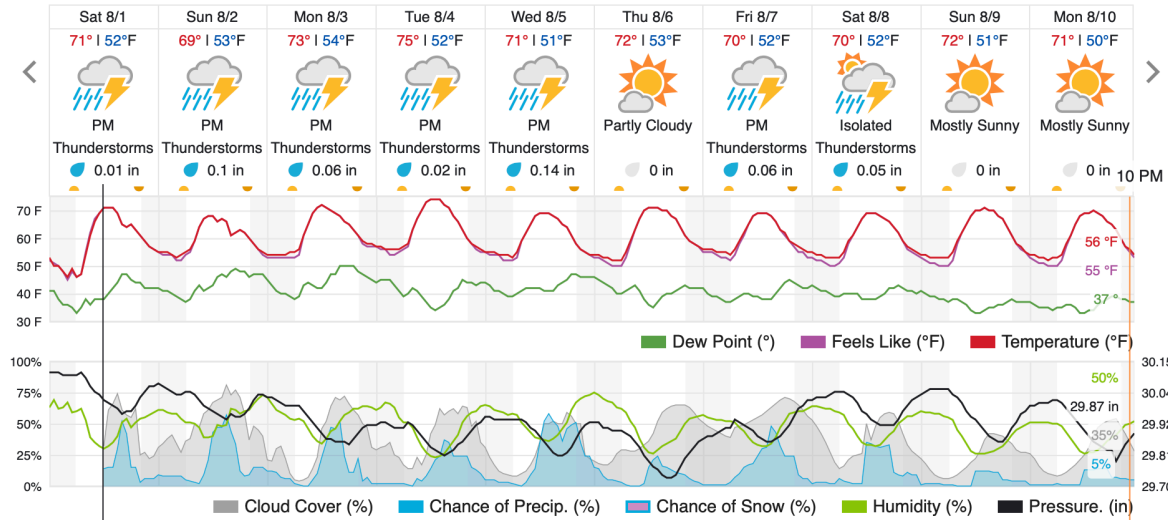 Sat 8/1 Sun 8/2 Mon 8/3 Tue 8/4 Wed 8/5 Thu 8/6 Fri 8/7 Sat 8/8 Sun 8/9 Mon 8/10
71° | 52°F 69° | 53°F 73° | 54°F 75° | 52°F 71° | 51°F 72° | 53°F 70° | 52°F 70° | 52°F 72° | 51°F 71° | 50°F
PM PM PM PM PM Partly Cloudy PM Isolated Mostly Sunny Mostly Sunny
Thunderstorms Thunderstorms Thunderstorms Thunderstorms Thunderstorms Thunderstorms Thunderstorms
0.01 in 0.1 in 0.06 in 0.02 in 0.14 in 0 in 0.06 in 0.05 in 0 in 0 in 10 PM
70 F
60 F 56 °F
50 F 55 °F
40 F 37 °
30 F
Dew Point (°) Feels Like (°F) Temperature (°F)
100% 30.15
50%
75% 30.04
29.87 in
50% 29.92
35%
25% 29.81
5%
0% 29.70
Cloud Cover (%) Chance of Precip. (%) Chance of Snow (%) Humidity (%) Pressure. (in)